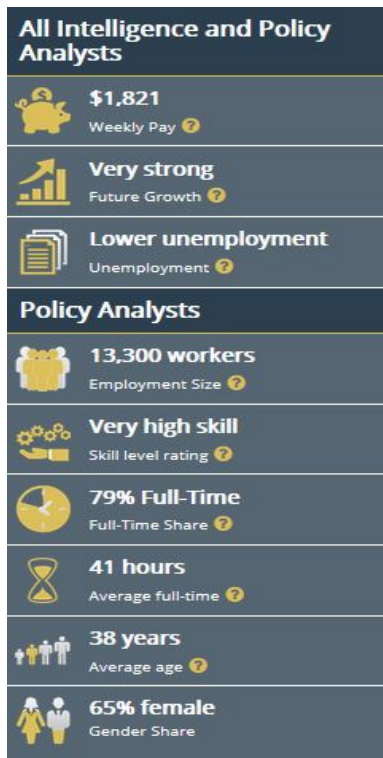 All Intelligence and Policy
Analysts
$1,821
Weekly Pay ?
Very strong
Future Growth ?
Lower unemployment
Unemployment ?
Policy Analysts
13,300 workers
Employment Size ?
Very high skill
Skill level rating ?
79% Full-Time
Full-Time Share ?
41 hours
Average full-time ?
38 years
Average age ?
65% female
Gender Share